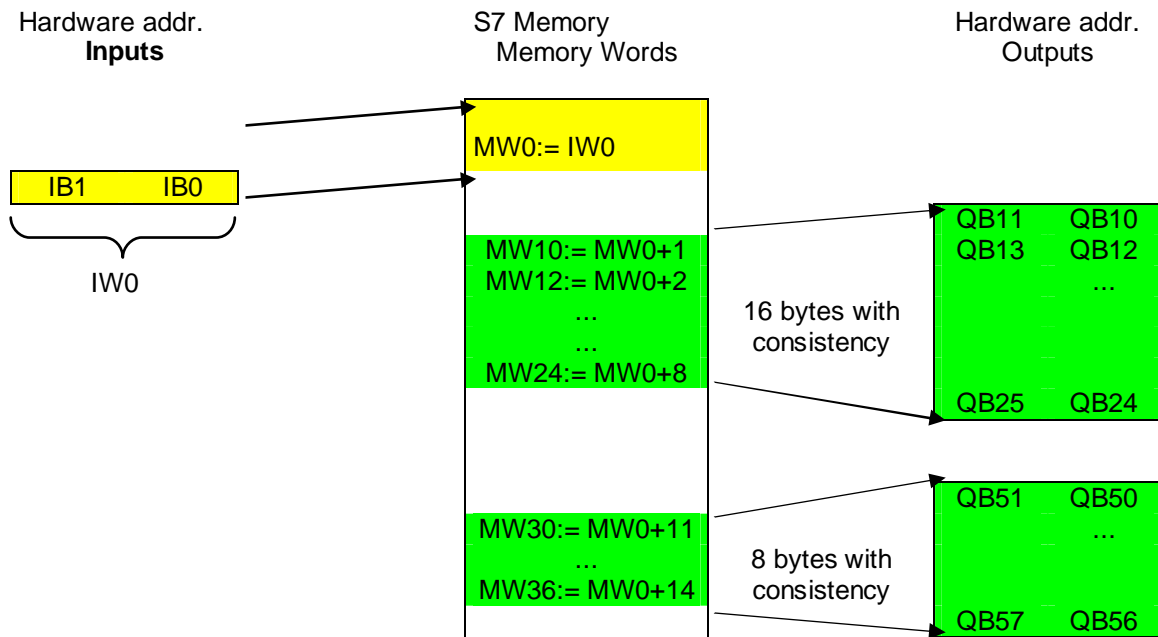 Hardware addr.
Inputs
S7 Memory
Memory Words
Hardware addr.
Outputs
MW0:= IW0
IB1 IB0
IW0
MW10:= MW0+1
MW12:= MW0+2
...
...
MW24:= MW0+8
16 bytes with
consistency
QB11 QB10
QB13 QB12
...
QB25 QB24
MW30:= MW0+11
...
MW36:= MW0+14
8 bytes with
consistency
QB51 QB50
...
QB57 QB56